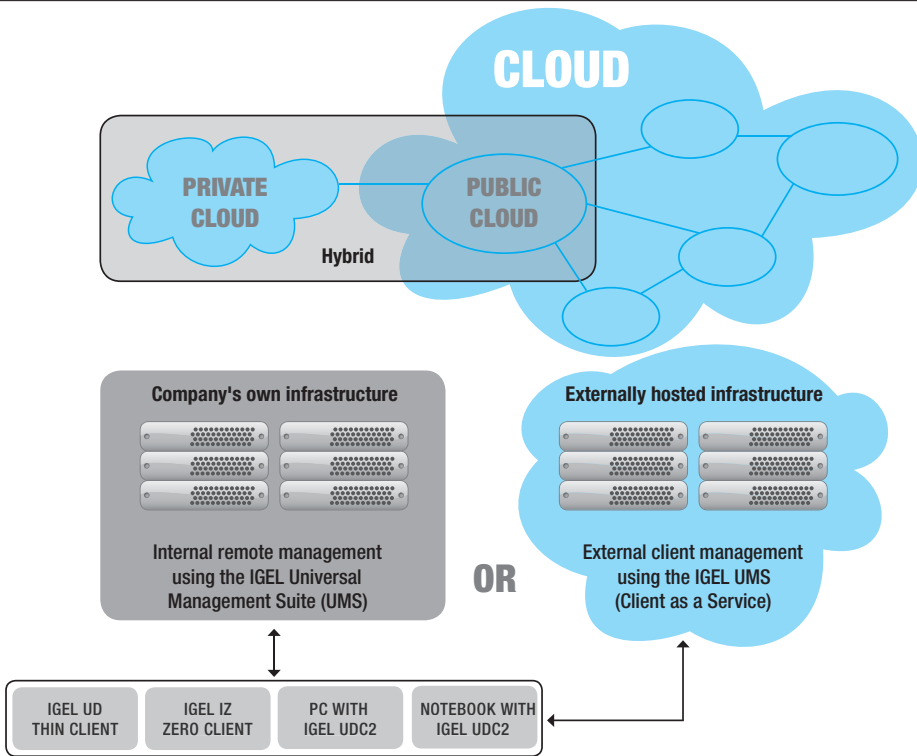 CLOUD
PRIVATE
CLOUD
PUBLIC
CLOUD
Hybrid
Company's own infrastructure
Internal remote management
using the IGEL Universal
Management Suite (UMS)
OR
Externally hosted infrastructure
External client management
using the IGEL UMS
(Client as a Service)
IGEL UD
THIN CLIENT
IGEL IZ
ZERO CLIENT
PC WITH
IGEL UDC2
NOTEBOOK WITH
IGEL UDC2